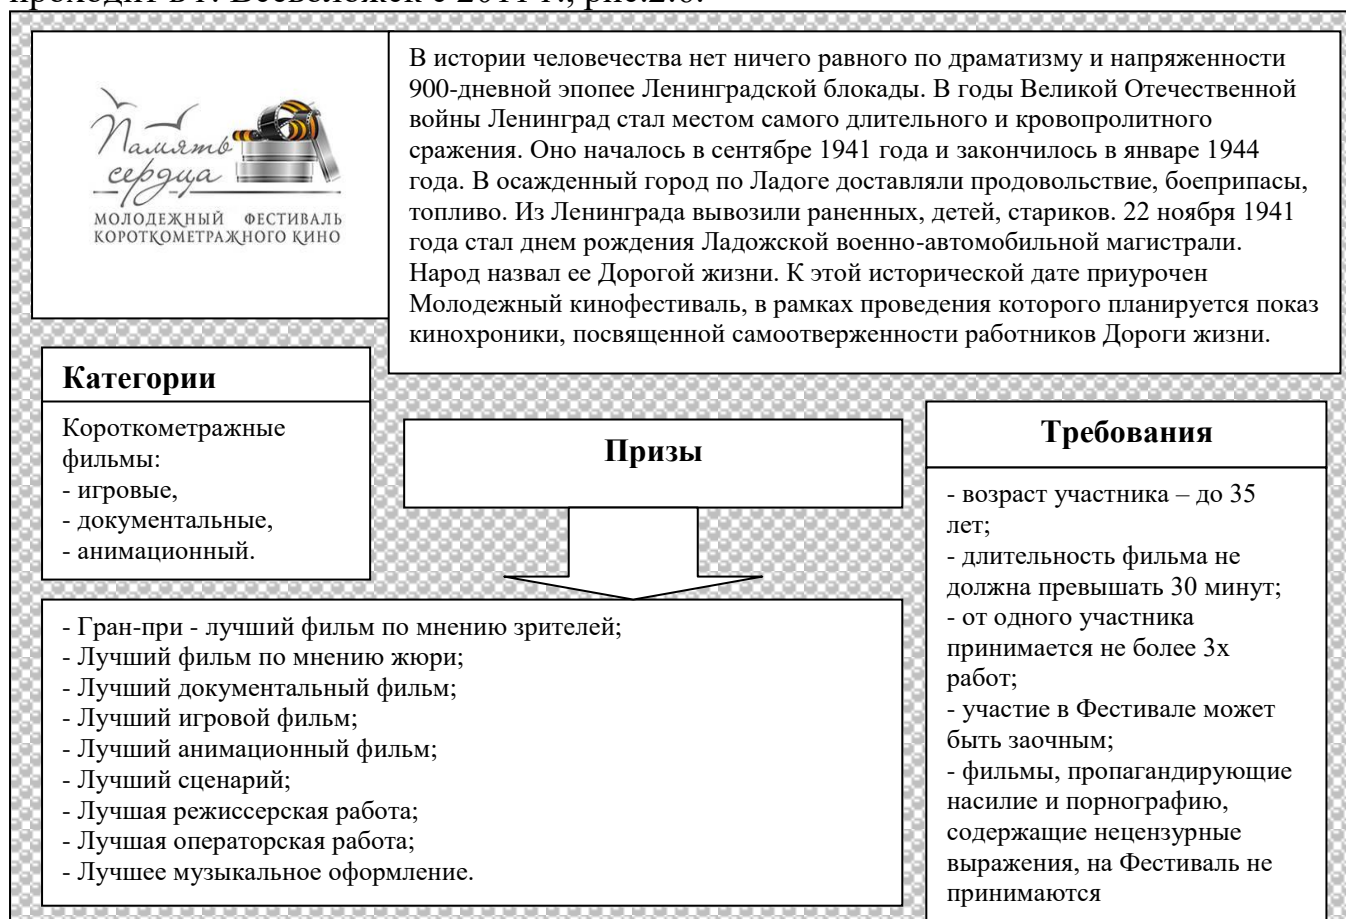 проходит в г. Всеволожск с 2011 г., рис.2.6.
Память
сердца
МОЛОДЕЖНЫЙ ФЕСТИВАЛЬ
КОРОТКОМЕТРАЖНОГО КИНО
В истории человечества нет ничего равного по драматизму и напряженности
900-дневной эпопее Ленинградской блокады. В годы Великой Отечественной
войны Ленинград стал местом самого длительного и кровопролитного
сражения. Оно началось в сентябре 1941 года и закончилось в январе 1944
года. В осажденный город по Ладоге доставляли продовольствие, боеприпасы,
топливо. Из Ленинграда вывозили раненных, детей, стариков. 22 ноября 1941
года стал днем рождения Ладожской военно-автомобильной магистрали.
Народ назвал ее Дорогой жизни. К этой исторической дате приурочен
Молодежный кинофестиваль, в рамках проведения которого планируется показ
кинохроники, посвященной самоотверженности работников Дороги жизни.
Категории
Короткометражные
фильмы:
- игровые,
- документальные,
- анимационный.
Призы
- Гран-при - лучший фильм по мнению зрителей;
- Лучший фильм по мнению жюри;
- Лучший документальный фильм;
- Лучший игровой фильм;
- Лучший анимационный фильм;
- Лучший сценарий;
- Лучшая режиссерская работа;
- Лучшая операторская работа;
- Лучшее музыкальное оформление.
Требования
- возраст участника – до 35
лет;
- длительность фильма не
должна превышать 30 минут;
- от одного участника
принимается не более 3х
работ;
- участие в Фестивале может
быть заочным;
- фильмы, пропагандирующие
насилие и порнографию,
содержащие нецензурные
выражения, на Фестиваль не
принимаются